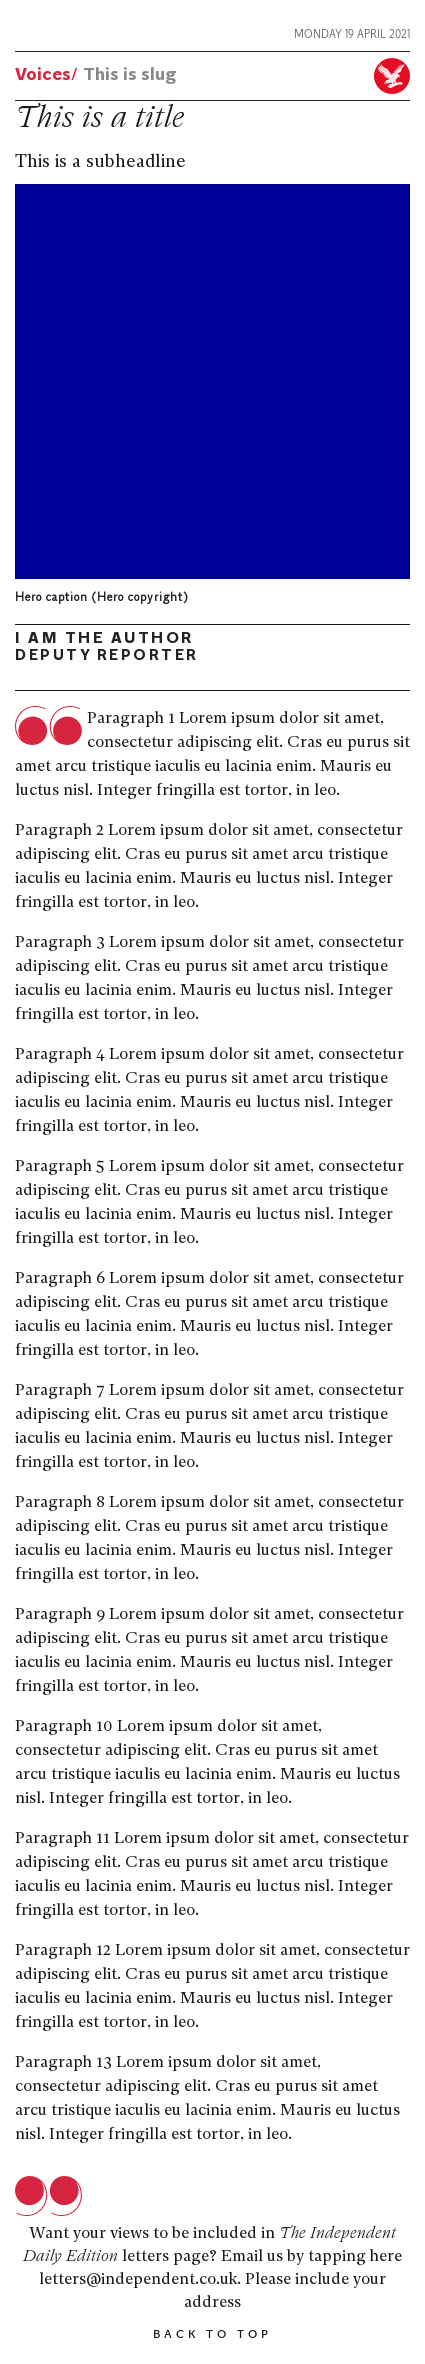 MONDAY 19 APRIL 2021
Voices/ This is slug
This is a title
This is a subheadline
Hero caption (Hero copyright)
I AM THE AUTHOR
DEPUTY REPORTER
Paragraph 1 Lorem ipsum dolor sit amet,
consectetur adipiscing elit. Cras eu purus sit
amet arcu tristique iaculis eu lacinia enim. Mauris eu
luctus nisl. Integer fringilla est tortor, in leo.
Paragraph 2 Lorem ipsum dolor sit amet, consectetur
adipiscing elit. Cras eu purus sit amet arcu tristique
iaculis eu lacinia enim. Mauris eu luctus nisl. Integer
fringilla est tortor, in leo.
Paragraph 3 Lorem ipsum dolor sit amet, consectetur
adipiscing elit. Cras eu purus sit amet arcu tristique
iaculis eu lacinia enim. Mauris eu luctus nisl. Integer
fringilla est tortor, in leo.
Paragraph 4 Lorem ipsum dolor sit amet, consectetur
adipiscing elit. Cras eu purus sit amet arcu tristique
iaculis eu lacinia enim. Mauris eu luctus nisl. Integer
fringilla est tortor, in leo.
Paragraph 5 Lorem ipsum dolor sit amet, consectetur
adipiscing elit. Cras eu purus sit amet arcu tristique
iaculis eu lacinia enim. Mauris eu luctus nisl. Integer
fringilla est tortor, in leo.
Paragraph 6 Lorem ipsum dolor sit amet, consectetur
adipiscing elit. Cras eu purus sit amet arcu tristique
iaculis eu lacinia enim. Mauris eu luctus nisl. Integer
fringilla est tortor, in leo.
Paragraph 7 Lorem ipsum dolor sit amet, consectetur
adipiscing elit. Cras eu purus sit amet arcu tristique
iaculis eu lacinia enim. Mauris eu luctus nisl. Integer
fringilla est tortor, in leo.
Paragraph 8 Lorem ipsum dolor sit amet, consectetur
adipiscing elit. Cras eu purus sit amet arcu tristique
iaculis eu lacinia enim. Mauris eu luctus nisl. Integer
fringilla est tortor, in leo.
Paragraph 9 Lorem ipsum dolor sit amet, consectetur
adipiscing elit. Cras eu purus sit amet arcu tristique
iaculis eu lacinia enim. Mauris eu luctus nisl. Integer
fringilla est tortor, in leo.
Paragraph 10 Lorem ipsum dolor sit amet,
consectetur adipiscing elit. Cras eu purus sit amet
arcu tristique iaculis eu lacinia enim. Mauris eu luctus
nisl. Integer fringilla est tortor, in leo.
Paragraph 11 Lorem ipsum dolor sit amet, consectetur
adipiscing elit. Cras eu purus sit amet arcu tristique
iaculis eu lacinia enim. Mauris eu luctus nisl. Integer
fringilla est tortor, in leo.
Paragraph 12 Lorem ipsum dolor sit amet, consectetur
adipiscing elit. Cras eu purus sit amet arcu tristique
iaculis eu lacinia enim. Mauris eu luctus nisl. Integer
fringilla est tortor, in leo.
Paragraph 13 Lorem ipsum dolor sit amet,
consectetur adipiscing elit. Cras eu purus sit amet
arcu tristique iaculis eu lacinia enim. Mauris eu luctus
nisl. Integer fringilla est tortor, in leo.
Want your views to be included in The Independent
Daily Edition letters page? Email us by tapping here
letters@independent.co.uk. Please include your
address
BACK TO TOP